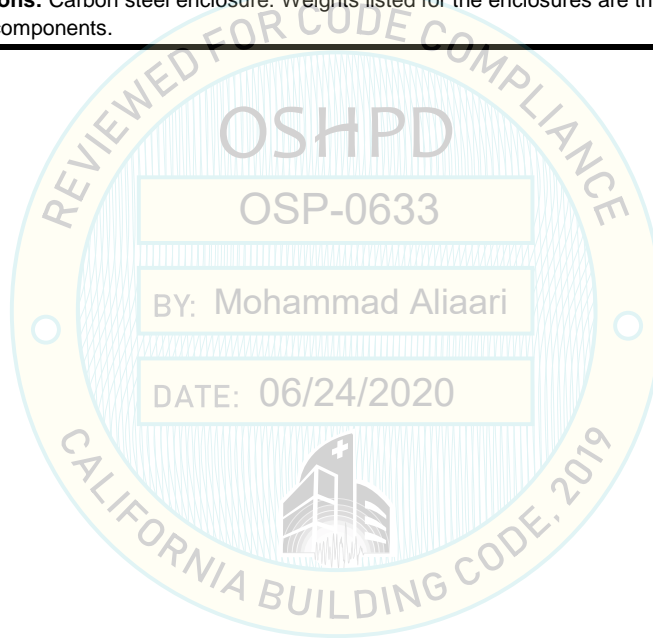 ons: Carbon steel enclosure. Weights listed for the enclosures are th
components.
REVIEWED FOR CODE COMPLIANCE
OSHPD
OSP-0633
BY: Mohammad Aliaari
DATE: 06/24/2020
CALIFORNIA BUILDING CODE, 2019